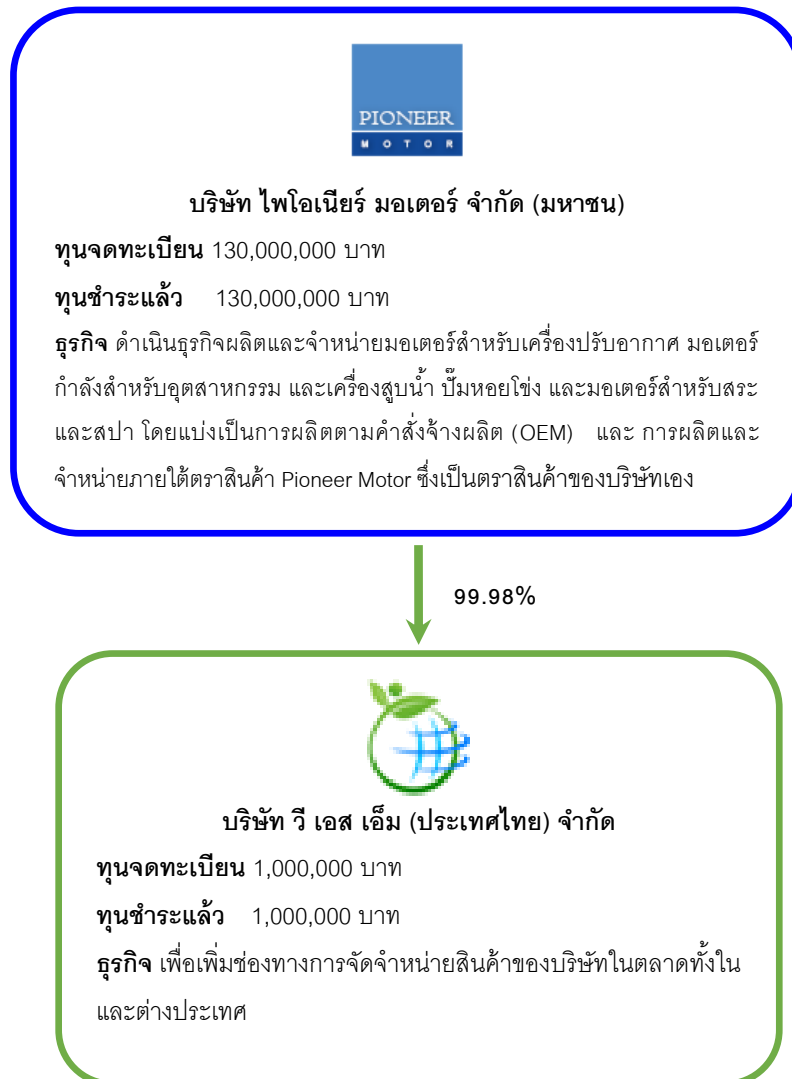 PIONEER
MOTOR
บริษัท ไพโอเนียร์ มอเตอร์ จำกัด (มหาชน)
ทุนจดทะเบียน 130,000,000 บาท
ทุนชำระแล้ว 130,000,000 บาท
ธุรกิจ ดำเนินธุรกิจผลิตและจำหน่ายมอเตอร์สำหรับเครื่องปรับอากาศ มอเตอร์
กำลังสำหรับอุตสาหกรรม และเครื่องสูบน้ำ ปั๊มหอยโข่ง และมอเตอร์สำหรับสระ
และสปา โดยแบ่งเป็นการผลิตตามคำสั่งจ้างผลิต (OEM) และ การผลิตและ
จำหน่ายภายใต้ตราสินค้า Pioneer Motor ซึ่งเป็นตราสินค้าของบริษัทเอง
99.98%
บริษัท วี เอส เอ็ม (ประเทศไทย) จำกัด
ทุนจดทะเบียน 1,000,000 บาท
ทุนชำระแล้ว 1,000,000 บาท
ธุรกิจ เพื่อเพิ่มช่องทางการจัดจำหน่ายสินค้าของบริษัทในตลาดทั้งใน
และต่างประเทศ